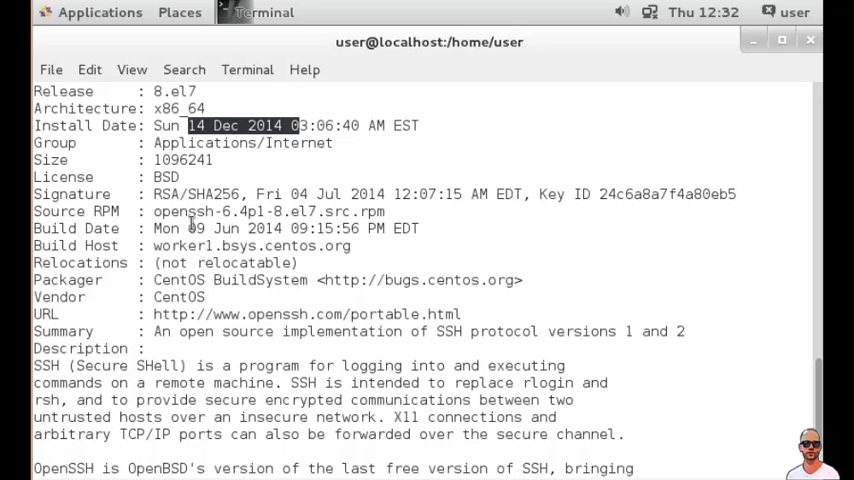 Applications Places Terminal Thu 12:32 user
user@localhost:/home/user
File Edit View Search Terminal Help
Release : 8.el7
Architecture: x86_64
Install Date: Sun 14 Dec 2014 03:06:40 AM EST
Group : Applications/Internet
Size : 1096241
License : BSD
Signature : RSA/SHA256, Fri 04 Jul 2014 12:07:15 AM EDT, Key ID 24c6a8a7f4a80eb5
Source RPM : openssh-6.4p1-8.el7.src.rpm
Build Date : Mon 09 Jun 2014 09:15:56 PM EDT
Build Host : worker1.bsys.centos.org
Relocations : (not relocatable)
Packager : CentOS BuildSystem <http://bugs.centos.org>
Vendor : CentOS
URL : http://www.openssh.com/portable.html
Summary : An open source implementation of SSH protocol versions 1 and 2
Description :
SSH (Secure SHell) is a program for logging into and executing
commands on a remote machine. SSH is intended to replace rlogin and
rsh, and to provide secure encrypted communications between two
untrusted hosts over an insecure network. X11 connections and
arbitrary TCP/IP ports can also be forwarded over the secure channel.
OpenSSH is OpenBSD's version of the last free version of SSH, bringing